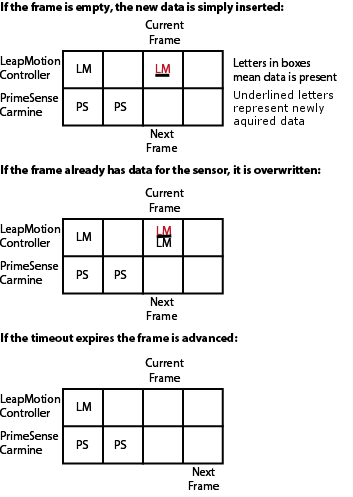 If the frame is empty, the new data is simply inserted:
Current
Frame
LeapMotion
Controller
LM
LM
Letters in boxes
mean data is present
PrimeSense
Carmine
PS
PS
Underlined letters
represent newly
aquired data
Next
Frame
If the frame already has data for the sensor, it is overwritten:
Current
Frame
LeapMotion
Controller
LM
LM
LM
PrimeSense
Carmine
PS
PS
Next
Frame
If the timeout expires the frame is advanced:
Current
Frame
LeapMotion
Controller
LM
PrimeSense
Carmine
PS
PS
Next
Frame